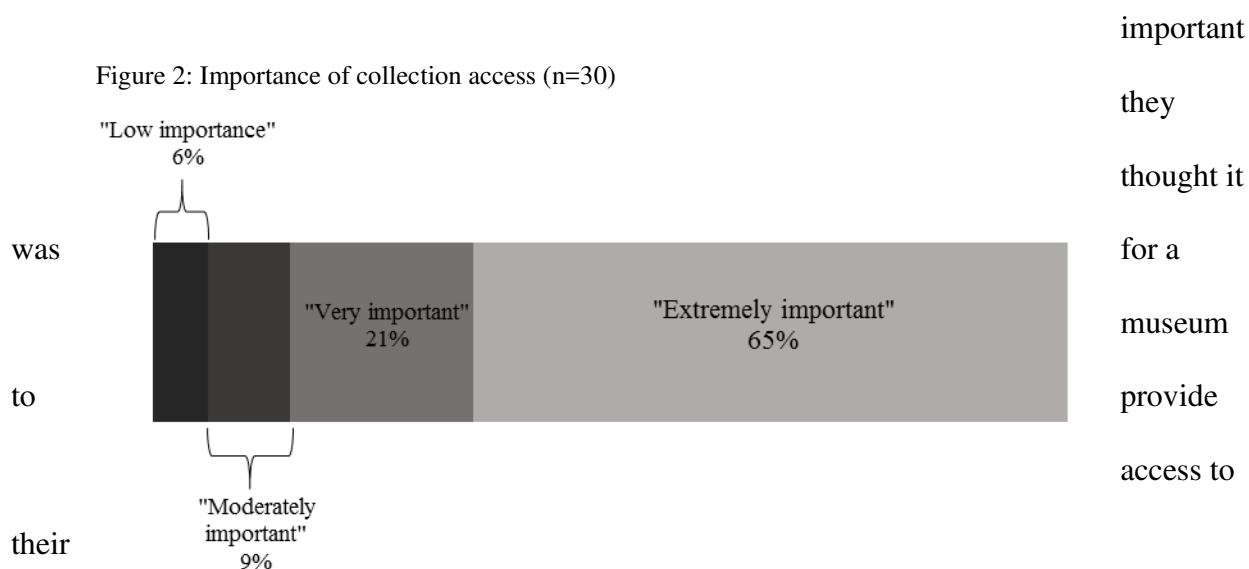 important
Figure 2: Importance of collection access (n=30)
they
"Low importance"
6%
thought it
was
for a
"Very important"
21%
"Extremely important"
65%
museum
to
provide
access to
"Moderately
important"
9%
their